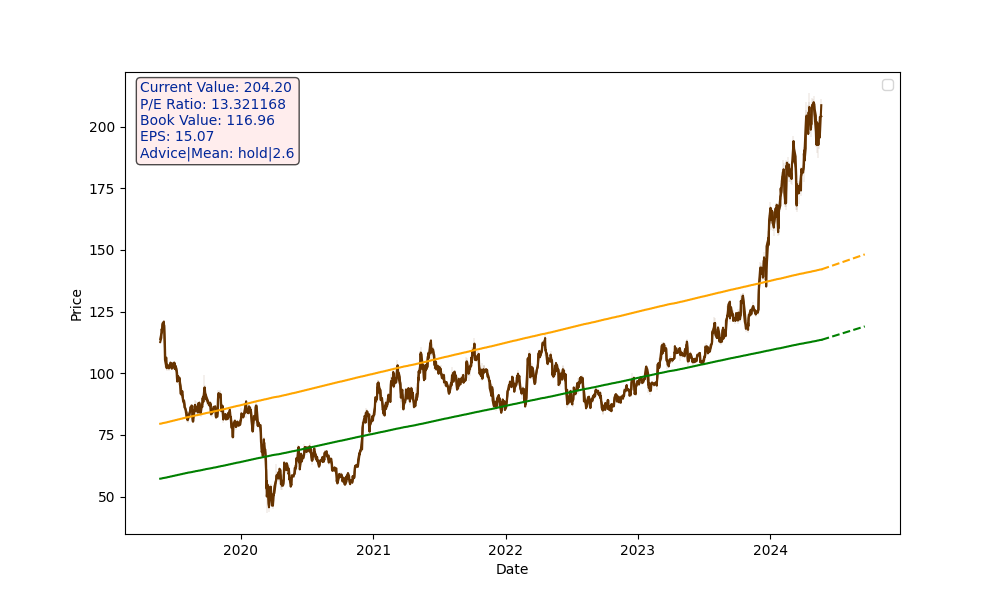 Current Value: 204.20
P/E Ratio: 13.321168
Book Value: 116.96
EPS: 15.07
Advice|Mean: hold|2.6
200
175
150
125
100
75
50
Price
2020
2021
2022
2023
2024
Date